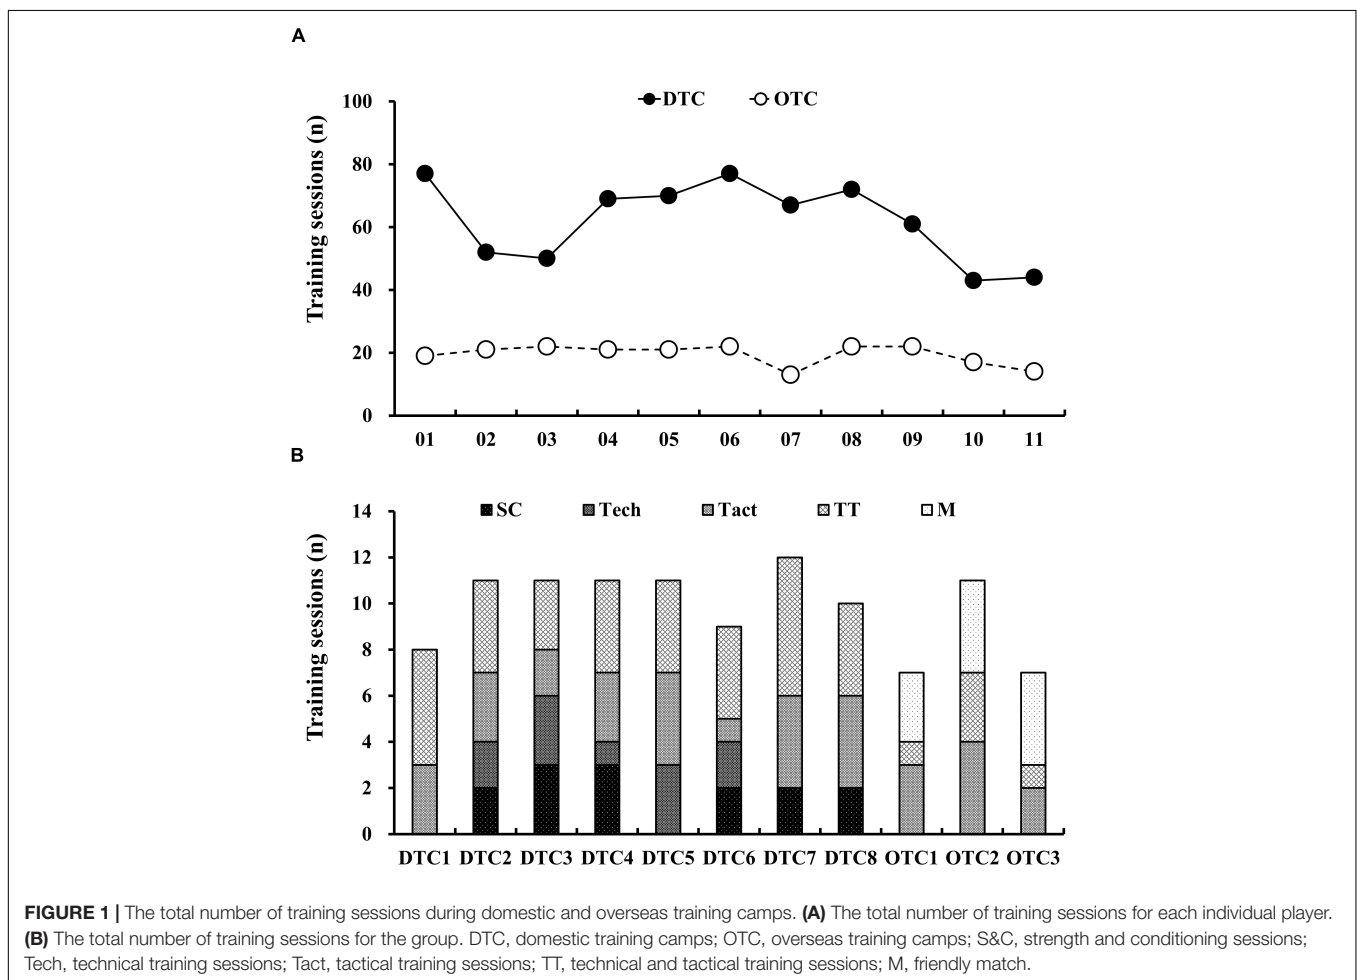 A
DTC OTC
Training sessions (n)
100
80
60
40
20
0
01 02 03 04 05 06 07 08 09 10 11
B
SC Tech Tact TT M
Training sessions (n)
14
12
10
8
6
4
2
0
DTC1 DTC2 DTC3 DTC4 DTC5 DTC6 DTC7 DTC8 OTC1 OTC2 OTC3
FIGURE 1 | The total number of training sessions during domestic and overseas training camps. (A) The total number of training sessions for each individual player.
(B) The total number of training sessions for the group. DTC, domestic training camps; OTC, overseas training camps; S&C, strength and conditioning sessions;
Tech, technical training sessions; Tact, tactical training sessions; TT, technical and tactical training sessions; M, friendly match.